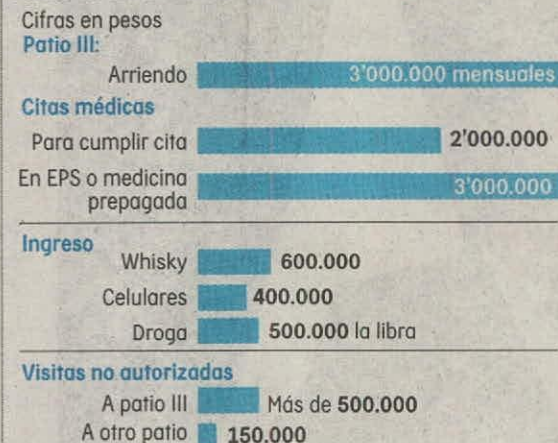 Cifras en pesos
Patio III:
Arriendo 3'000.000 mensuales
Citas médicas
Para cumplir cita 2'000.000
En EPS o medicina
prepagada 3'000.000
Ingreso
Whisky 600.000
Celulares 400.000
Droga 500.000 la libra
Visitas no autorizadas
A patio III Más de 500.000
A otro patio 150.000